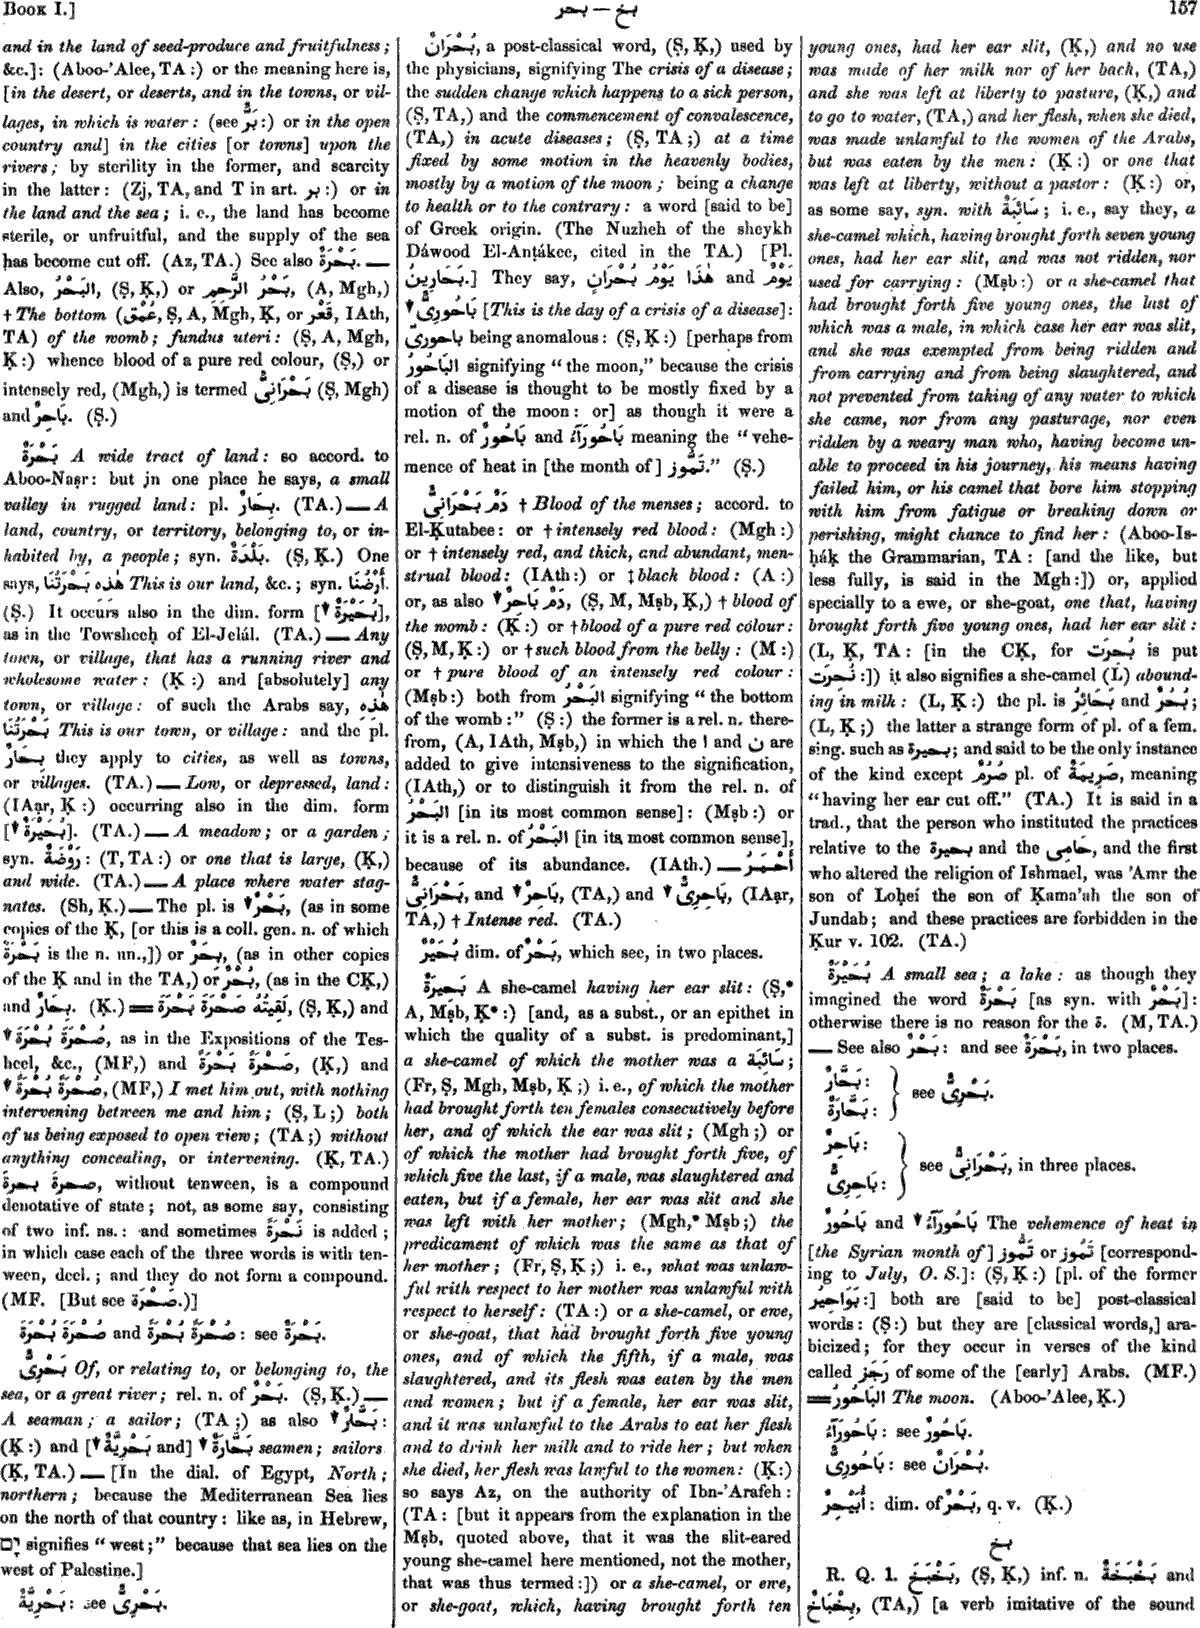 BOOK I.]
بحر — بخ
157
and in the land of seed-produce and fruitfulness;
&c.]: (Aboo-'Alee, TA:) or the meaning here is,
[in the desert, or deserts, and in the towns, or vil-
lages, in which is water: (see بَرٌّ:) or in the open
country and] in the cities [or towns] upon the
rivers; by sterility in the former, and scarcity
in the latter: (Zj, TA, and T in art. بر:) or in
the land and the sea; i. e., the land has become
sterile, or unfruitful, and the supply of the sea
has become cut off. (Az, TA.) See also بَحْرَةٌ. —
Also, البَحْرُ, (Ṣ, Ḳ,) or بَحْرُ الرَّحِمِ, (A, Mgh,)
† The bottom (عُمْق, Ṣ, A, Mgh, Ḳ, or قَعْر, IAth,
TA) of the womb; fundus uteri: (Ṣ, A, Mgh,
Ḳ:) whence blood of a pure red colour, (Ṣ,) or
intensely red, (Mgh,) is termed بَحْرَانِىٌّ (Ṣ, Mgh)
and بَاحِرٌ. (Ṣ.)
بَحْرَةٌ A wide tract of land: so accord. to
Aboo-Naṣr: but in one place he says, a small
valley in rugged land: pl. بِحَارٌ. (TA.) — A
land, country, or territory, belonging to, or in-
habited by, a people; syn. بَلْدَةٌ. (Ṣ, Ḳ.) One
says, هٰذِهِ بَحْرَتُنَا This is our land, &c.; syn. أَرْضُنَا.
(Ṣ.) It occurs also in the dim. form [بُحَيْرَةٌ▼],
as in the Towsheeḥ of El-Jelál. (TA.) — Any
town, or village, that has a running river and
wholesome water: (Ḳ:) and [absolutely] any
town, or village: of such the Arabs say, هٰذِهِ
بَحْرَتُنَا This is our town, or village: and the pl.
بِحَارٌ they apply to cities, as well as towns,
or villages. (TA.) — Low, or depressed, land:
(IAạr, Ḳ:) occurring also in the dim. form
[بُحَيْرَةٌ▼]. (TA.) — A meadow; or a garden;
syn. رَوْضَةٌ: (T, TA:) or one that is large, (Ḳ,)
and wide. (TA.) — A place where water stag-
nates. (Sh, Ḳ.) — The pl. is بَحْرٌ▼, (as in some
copies of the Ḳ, [or this is a coll. gen. n. of which
بَحْرَةٌ is the n. un.,]) or بِحَرٌ, (as in other copies
of the Ḳ and in the TA,) or بُحَرٌ, (as in the CḲ,)
and بِحَارٌ. (Ḳ.) = لَقِيتُهُ صَحْرَةَ بَحْرَةَ, (Ṣ, Ḳ,) and
صُحْرَةَ بُحْرَةَ▼, as in the Expositions of the Tes-
heel, &c., (MF,) and صَحْرَةً بَحْرَةً, (Ḳ,) and
صُحْرَةً بُحْرَةً▼, (MF,) I met him out, with nothing
intervening between me and him; (Ṣ, L;) both
of us being exposed to open view; (TA;) without
anything concealing, or intervening. (Ḳ, TA.)
صحرة بحرة, without tenween, is a compound
denotative of state; not, as some say, consisting
of two inf. ns.: and sometimes نَحْرَةً is added;
in which case each of the three words is with ten-
ween, decl.; and they do not form a compound.
(MF. [But see صَحْرَةٌ.)]
صُحْرَةَ بُحْرَةَ and صُحْرَةً بُحْرَةً: see بَحْرَةٌ.
بَحْرِىٌّ Of, or relating to, or belonging to, the
sea, or a great river; rel. n. of بَحْرٌ. (Ṣ, Ḳ.) —
A seaman; a sailor; (TA;) as also بَحَّارٌ▼:
(Ḳ:) and [بَحْرِيَّةٌ▼ and] بَحَّارَةٌ▼ seamen; sailors
(Ḳ, TA.) — [In the dial. of Egypt, North;
northern; because the Mediterranean Sea lies
on the north of that country: like as, in Hebrew,
יָם signifies "west;" because that sea lies on the
west of Palestine.]
بَحْرِيَّةٌ: see بَحْرِىٌّ.
بُحْرَانٌ, a post-classical word, (Ṣ, Ḳ,) used by
the physicians, signifying The crisis of a disease;
the sudden change which happens to a sick person,
(Ṣ, TA,) and the commencement of convalescence,
(TA,) in acute diseases; (Ṣ, TA;) at a time
fixed by some motion in the heavenly bodies,
mostly by a motion of the moon; being a change
to health or to the contrary: a word [said to be]
of Greek origin. (The Nuzheh of the sheykh
Dáwood El-Anṭákee, cited in the TA.) [Pl.
بَحَارِينُ.] They say, هٰذَا يَوْمُ بُحْرَانٍ and يَوْمٌ
بَاحُورِىٌّ▼ [This is the day of a crisis of a disease]:
باحورىّ being anomalous: (Ṣ, Ḳ:) [perhaps from
البَاحُورُ signifying "the moon," because the crisis
of a disease is thought to be mostly fixed by a
motion of the moon: or] as though it were a
rel. n. of بَاحُورٌ and بَاحُورَآءُ meaning the "vehe-
mence of heat in [the month of] تَمُّوز." (Ṣ.)
دَمٌ بَحْرَانِىٌّ † Blood of the menses; accord. to
El-Ḳutabee: or † intensely red blood: (Mgh:)
or † intensely red, and thick, and abundant, men-
strual blood: (IAth:) or ‡ black blood: (A:)
or, as also دَمٌ بَاحِرٌ▼, (Ṣ, M, Mṣb, Ḳ,) † blood of
the womb: (Ḳ:) or † blood of a pure red colour:
(Ṣ, M, Ḳ:) or † such blood from the belly: (M:)
or † pure blood of an intensely red colour:
(Mṣb:) both from البَحْرُ signifying "the bottom
of the womb:" (Ṣ:) the former is a rel. n. there-
from, (A, IAth, Mṣb,) in which the ا and ن are
added to give intensiveness to the signification,
(IAth,) or to distinguish it from the rel. n. of
البَحْرُ [in its most common sense]: (Mṣb:) or
it is a rel. n. of البَحْرُ [in its most common sense],
because of its abundance. (IAth.) — أَحْمَرُ
بَحْرَانِىٌّ, and بَاحِرٌ▼, (TA,) and بَاحِرِىٌّ▼, (IAạr,
TA,) † Intense red. (TA.)
بُحَيْرٌ dim. of بَحْرٌ, which see, in two places.
بَحِيرَةٌ A she-camel having her ear slit: (Ṣ,*
A, Mṣb, Ḳ*:) [and, as a subst., or an epithet in
which the quality of a subst. is predominant,]
a she-camel of which the mother was a سَائِبَة;
(Fr, Ṣ, Mgh, Mṣb, Ḳ;) i. e., of which the mother
had brought forth ten females consecutively before
her, and of which the ear was slit; (Mgh;) or
of which the mother had brought forth five, of
which five the last, if a male, was slaughtered and
eaten, but if a female, her ear was slit and she
was left with her mother; (Mgh,* Mṣb;) the
predicament of which was the same as that of
her mother; (Fr, Ṣ, Ḳ;) i. e., what was unlaw-
ful with respect to her mother was unlawful with
respect to herself: (TA:) or a she-camel, or ewe,
or she-goat, that had brought forth five young
ones, and of which the fifth, if a male, was
slaughtered, and its flesh was eaten by the men
and women; but if a female, her ear was slit,
and it was unlawful to the Arabs to eat her flesh
and to drink her milk and to ride her; but when
she died, her flesh was lawful to the women: (Ḳ:)
so says Az, on the authority of Ibn-'Arafeh:
(TA: [but it appears from the explanation in the
Mṣb, quoted above, that it was the slit-eared
young she-camel here mentioned, not the mother,
that was thus termed:]) or a she-camel, or ewe,
or she-goat, which, having brought forth ten
young ones, had her ear slit, (Ḳ,) and no use
was made of her milk nor of her back, (TA,)
and she was left at liberty to pasture, (Ḳ,) and
to go to water, (TA,) and her flesh, when she died,
was made unlawful to the women of the Arabs,
but was eaten by the men: (Ḳ:) or one that
was left at liberty, without a pastor: (Ḳ:) or,
as some say, syn. with سَائِبَةٌ; i. e., say they, a
she-camel which, having brought forth seven young
ones, had her ear slit, and was not ridden, nor
used for carrying: (Mṣb:) or a she-camel that
had brought forth five young ones, the last of
which was a male, in which case her ear was slit,
and she was exempted from being ridden and
from carrying and from being slaughtered, and
not prevented from taking of any water to which
she came, nor from any pasturage, nor even
ridden by a weary man who, having become un-
able to proceed in his journey, his means having
failed him, or his camel that bore him stopping
with him from fatigue or breaking down or
perishing, might chance to find her: (Aboo-Is-
ḥáḳ the Grammarian, TA: [and the like, but
less fully, is said in the Mgh:]) or, applied
specially to a ewe, or she-goat, one that, having
brought forth five young ones, had her ear slit:
(L, Ḳ, TA: [in the CḲ, for بُحِرَت is put
نُحِرَت:]) it also signifies a she-camel (L) abound-
ing in milk: (L, Ḳ:) the pl. is بَحَائِرُ and بُحُرٌ;
(L, Ḳ;) the latter a strange form of pl. of a fem.
sing. such as بحيرة; and said to be the only instance
of the kind except صُرُمٌ pl. of صَرِيمَةٌ, meaning
"having her ear cut off." (TA.) It is said in a
trad., that the person who instituted the practices
relative to the بحيرة and the حَامِى, and the first
who altered the religion of Ishmael, was 'Amr the
son of Loḥeí the son of Ḳama'ah the son of
Jundab; and these practices are forbidden in the
Ḳur v. 102. (TA.)
بُحَيْرَةٌ A small sea; a lake: as though they
imagined the word بَحْرَةٌ [as syn. with بَحْرٌ]:
otherwise there is no reason for the ة. (M, TA.)
— See also بَحْرٌ: and see بَحْرَةٌ, in two places.
بَحَّارٌ:
بَحَّارَةٌ:
see بَحْرِىٌّ.
بَاحِرٌ:
بَاحِرِىٌّ:
see بَحْرَانِىٌّ, in three places.
بَاحُورٌ and بَاحُورَآءُ▼ The vehemence of heat in
[the Syrian month of] تَمُّوز or تَمُوز [correspond-
ing to July, O. S.]: (Ṣ, Ḳ:) [pl. of the former
بَوَاحِيرُ:] both are [said to be] post-classical
words: (Ṣ:) but they are [classical words,] ara-
bicized; for they occur in verses of the kind
called رَجَز of some of the [early] Arabs. (MF.)
= البَاحُورُ The moon. (Aboo-'Alee, Ḳ.)
بَاحُورَآءُ: see بَاحُورٌ.
بَاحُورِىٌّ: see بُحْرَانٌ.
أُبَيْحِرٌ: dim. of بَحْرٌ, q. v. (Ḳ.)
بخ
R. Q. 1. بَخْبَخَ, (Ṣ, Ḳ,) inf. n. بَخْبَخَةٌ and
بِخْبَاخٌ, (TA,) [a verb imitative of the sound